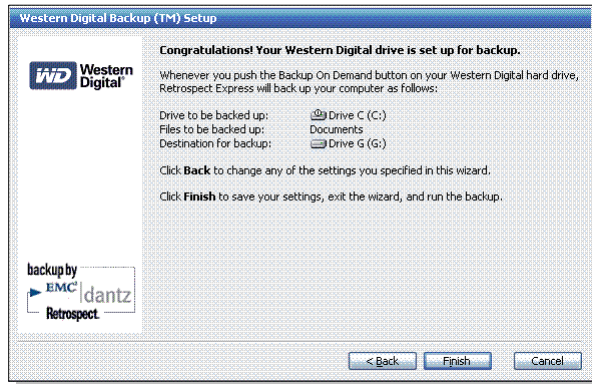 Western Digital Backup (TM) Setup
WD Western Digital®
Congratulations! Your Western Digital drive is set up for backup.
Whenever you push the Backup On Demand button on your Western Digital hard drive,
Retrospect Express will back up your computer as follows:
Drive to be backed up: Drive C (C:)
Files to be backed up: Documents
Destination for backup: Drive G (G:)
Click Back to change any of the settings you specified in this wizard.
Click Finish to save your settings, exit the wizard, and run the backup.
backup by
EMC² dantz
Retrospect.
< Back Finish Cancel